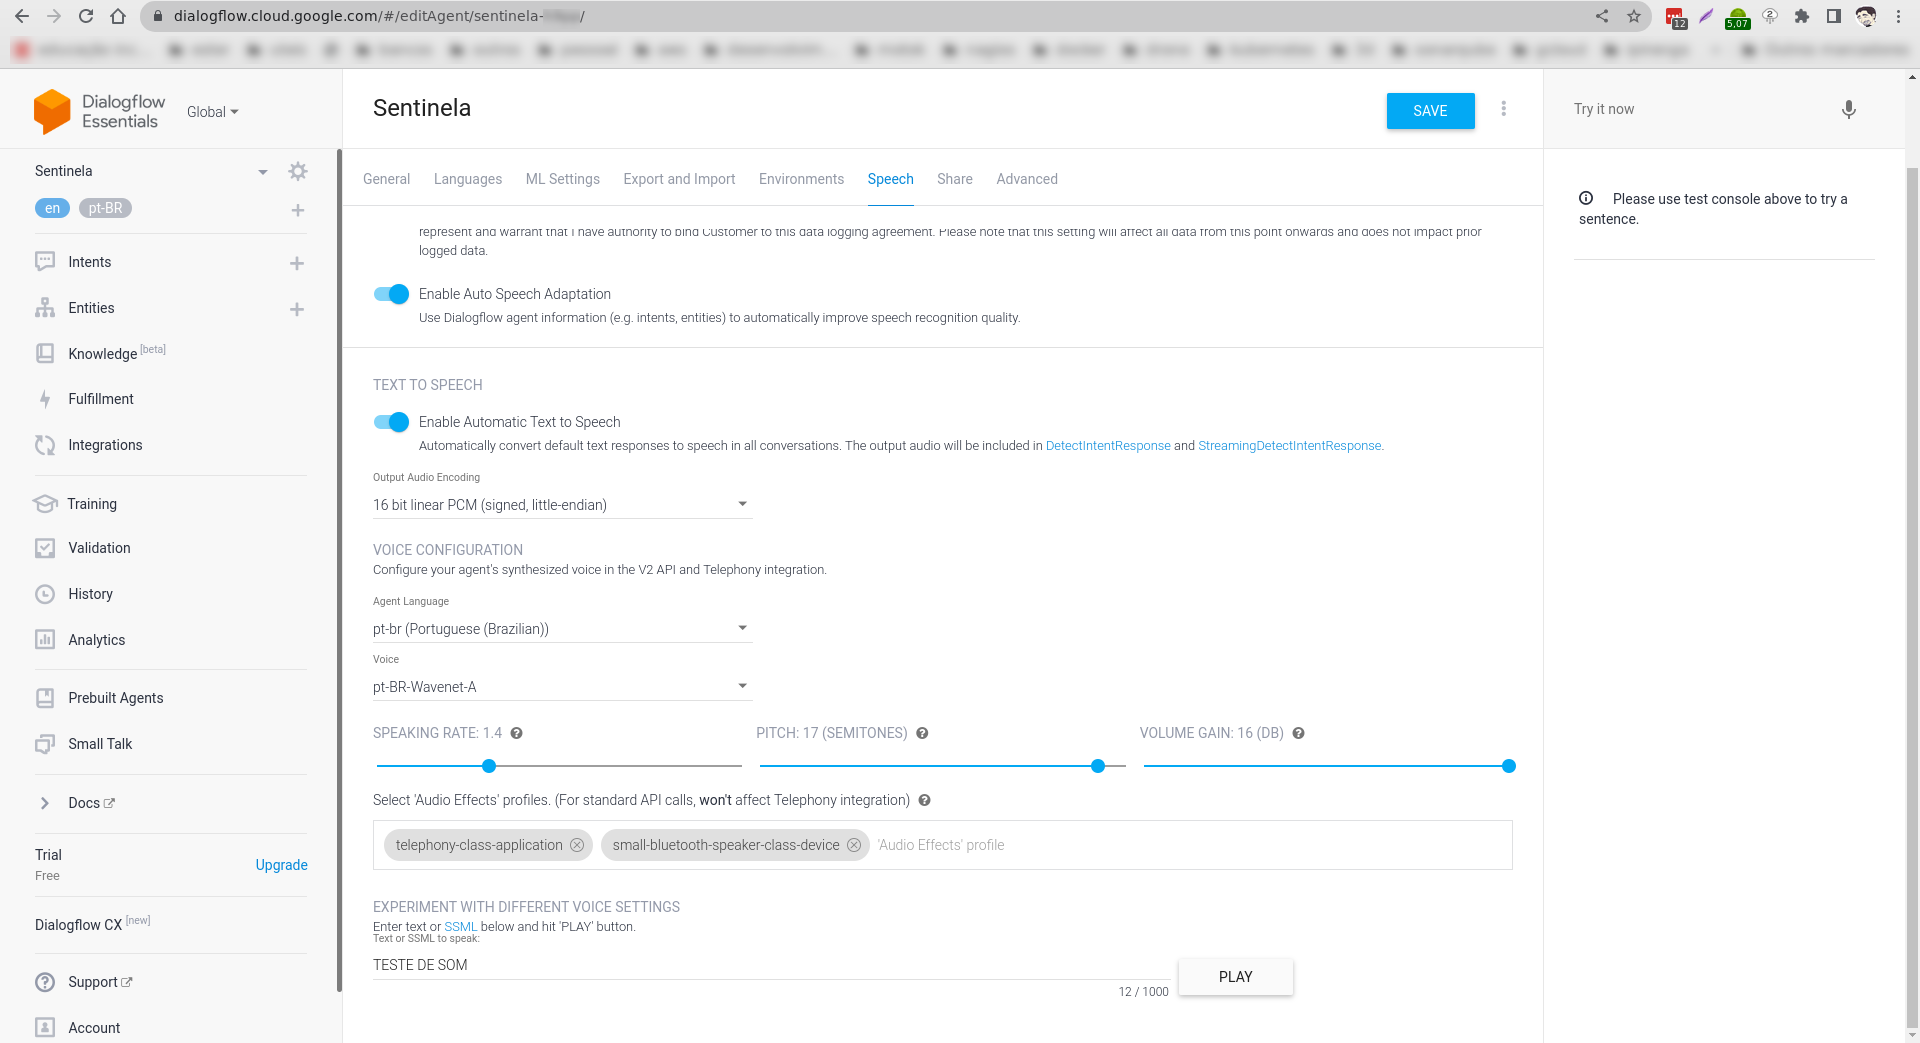 dialogflow.cloud.google.com/#/editAgent/sentinela-
12
5,07
Dialogflow
Essentials
Global
Sentinela
SAVE
Try it now
Sentinela
en
pt-BR
General
Languages
ML Settings
Export and Import
Environments
Speech
Share
Advanced
Please use test console above to try a
sentence.
represent and warrant that I have authority to bind Customer to this data logging agreement. Please note that this setting will affect all data from this point onwards and does not impact prior
logged data.
Enable Auto Speech Adaptation
Use Dialogflow agent information (e.g. intents, entities) to automatically improve speech recognition quality.
Intents
Entities
Knowledge [beta]
Fulfillment
Integrations
Training
Validation
History
Analytics
Prebuilt Agents
Small Talk
Docs
Trial
Free
Upgrade
Dialogflow CX [new]
Support
Account
TEXT TO SPEECH
Enable Automatic Text to Speech
Automatically convert default text responses to speech in all conversations. The output audio will be included in DetectIntentResponse and StreamingDetectIntentResponse.
Output Audio Encoding
16 bit linear PCM (signed, little-endian)
VOICE CONFIGURATION
Configure your agent's synthesized voice in the V2 API and Telephony integration.
Agent Language
pt-br (Portuguese (Brazilian))
Voice
pt-BR-Wavenet-A
SPEAKING RATE: 1.4
PITCH: 17 (SEMITONES)
VOLUME GAIN: 16 (DB)
Select 'Audio Effects' profiles. (For standard API calls, won't affect Telephony integration)
telephony-class-application
small-bluetooth-speaker-class-device
'Audio Effects' profile
EXPERIMENT WITH DIFFERENT VOICE SETTINGS
Enter text or SSML below and hit 'PLAY' button.
Text or SSML to speak:
TESTE DE SOM
12 / 1000
PLAY